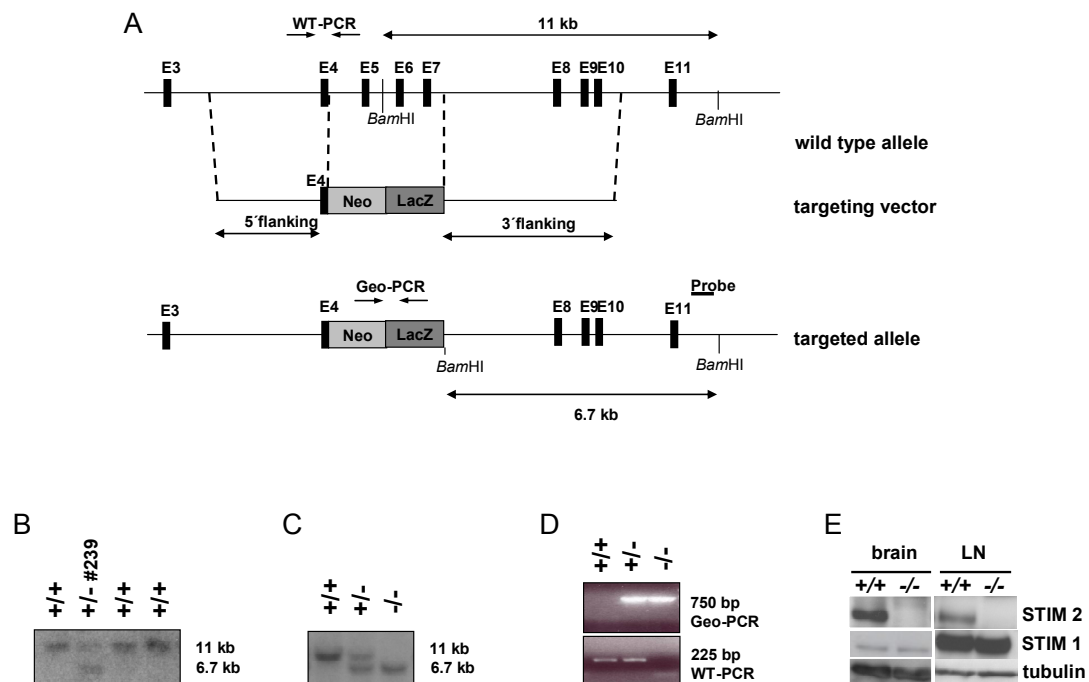 A
WT-PCR
11 kb
E3 E4 E5 E6 E7 E8 E9 E10 E11
BamHI BamHI
wild type allele
E4
Neo LacZ
targeting vector
5´flanking 3´flanking
Geo-PCR Probe
E3 E4 E8 E9 E10 E11
Neo LacZ
targeted allele
BamHI BamHI
6.7 kb
B
+/+ +/- #239 +/+ +/+
11 kb
6.7 kb
C
+/+ +/- -/-
11 kb
6.7 kb
D
+/+ +/- -/-
750 bp
Geo-PCR
225 bp
WT-PCR
E
brain LN
+/+ -/- +/+ -/-
STIM 2
STIM 1
tubulin